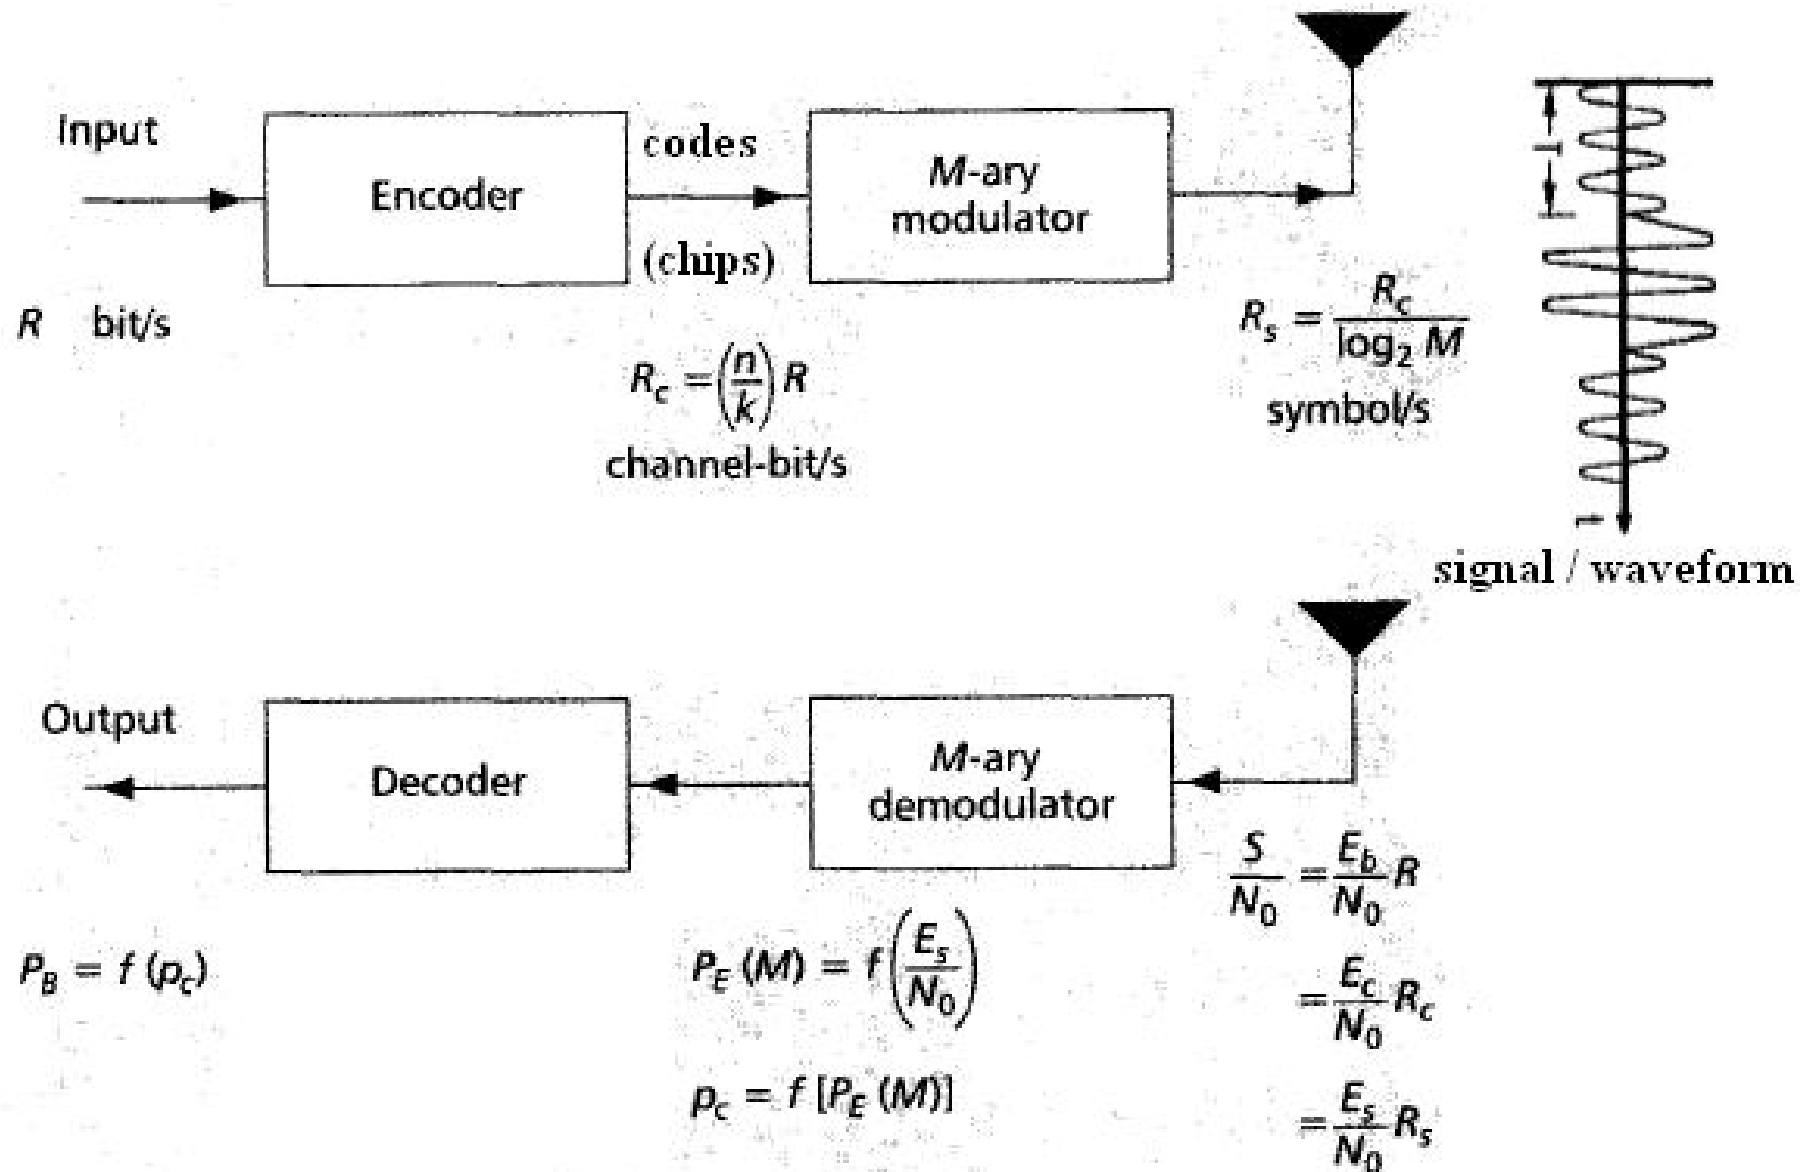 Input
Encoder
codes
(chips)
M-ary
modulator
R bit/s
R_c = (n/k) R
channel-bit/s
R_s = R_c / log_2 M
symbol/s
T
t
signal / waveform
Output
Decoder
M-ary
demodulator
P_B = f (p_c)
P_E (M) = f (E_s / N_0)
p_c = f [P_E (M)]
S / N_0 = E_b / N_0 R
= E_c / N_0 R_c
= E_s / N_0 R_s